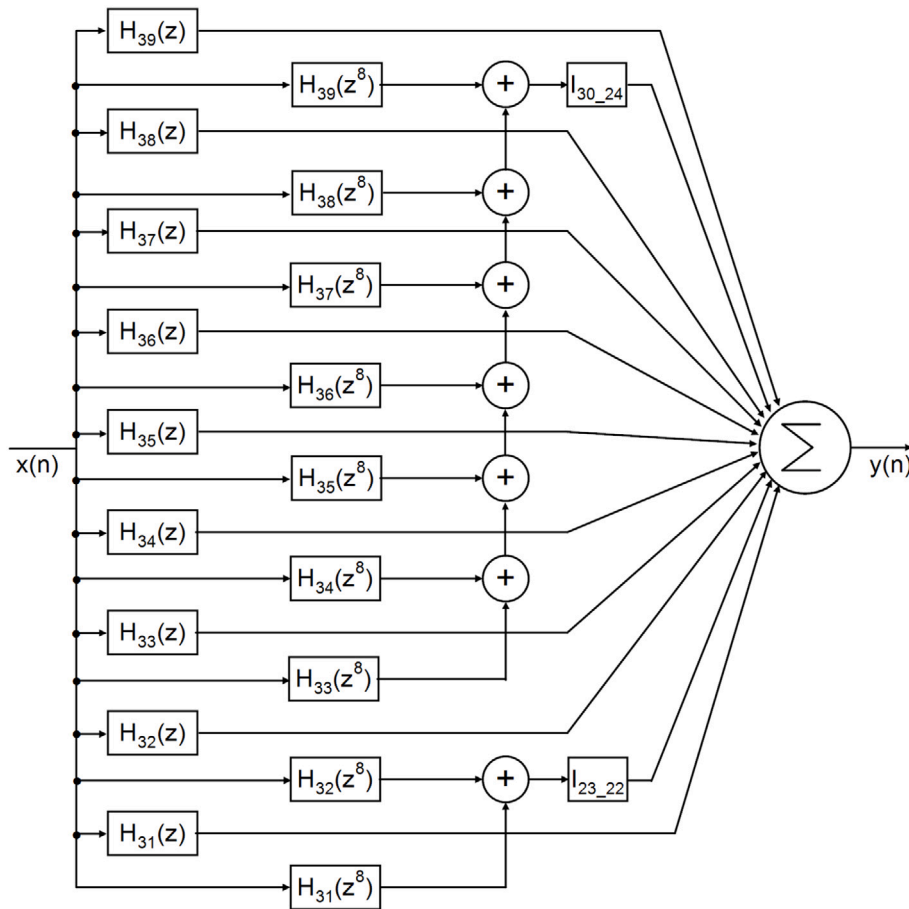 H₃₉(z)
H₃₉(z⁸)
+
I₃₀_₂₄
H₃₈(z)
H₃₈(z⁸)
+
H₃₇(z)
H₃₇(z⁸)
+
H₃₆(z)
H₃₆(z⁸)
+
H₃₅(z)
x(n)
Σ
y(n)
H₃₅(z⁸)
+
H₃₄(z)
H₃₄(z⁸)
+
H₃₃(z)
H₃₃(z⁸)
H₃₂(z)
H₃₂(z⁸)
+
I₂₃_₂₂
H₃₁(z)
H₃₁(z⁸)